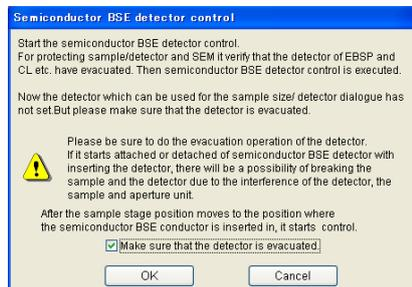 Semiconductor BSE detector control
Start the semiconductor BSE detector control.
For protecting sample/detector and SEM it verify that the detector of EBSP and
CL etc. have evacuated. Then semiconductor BSE detector control is executed.
Now the detector which can be used for the sample size/ detector dialogue has
not set.But please make sure that the detector is evacuated.
Please be sure to do the evacuation operation of the detector.
If it starts attached or detached of semiconductor BSE detector with
inserting the detector, there will be a possibility of breaking the
sample and the detector due to the interference of the detector, the
sample and aperture unit.
After the sample stage position moves to the position where
the semiconductor BSE conductor is inserted in, it starts control.
Make sure that the detector is evacuated.
OK
Cancel